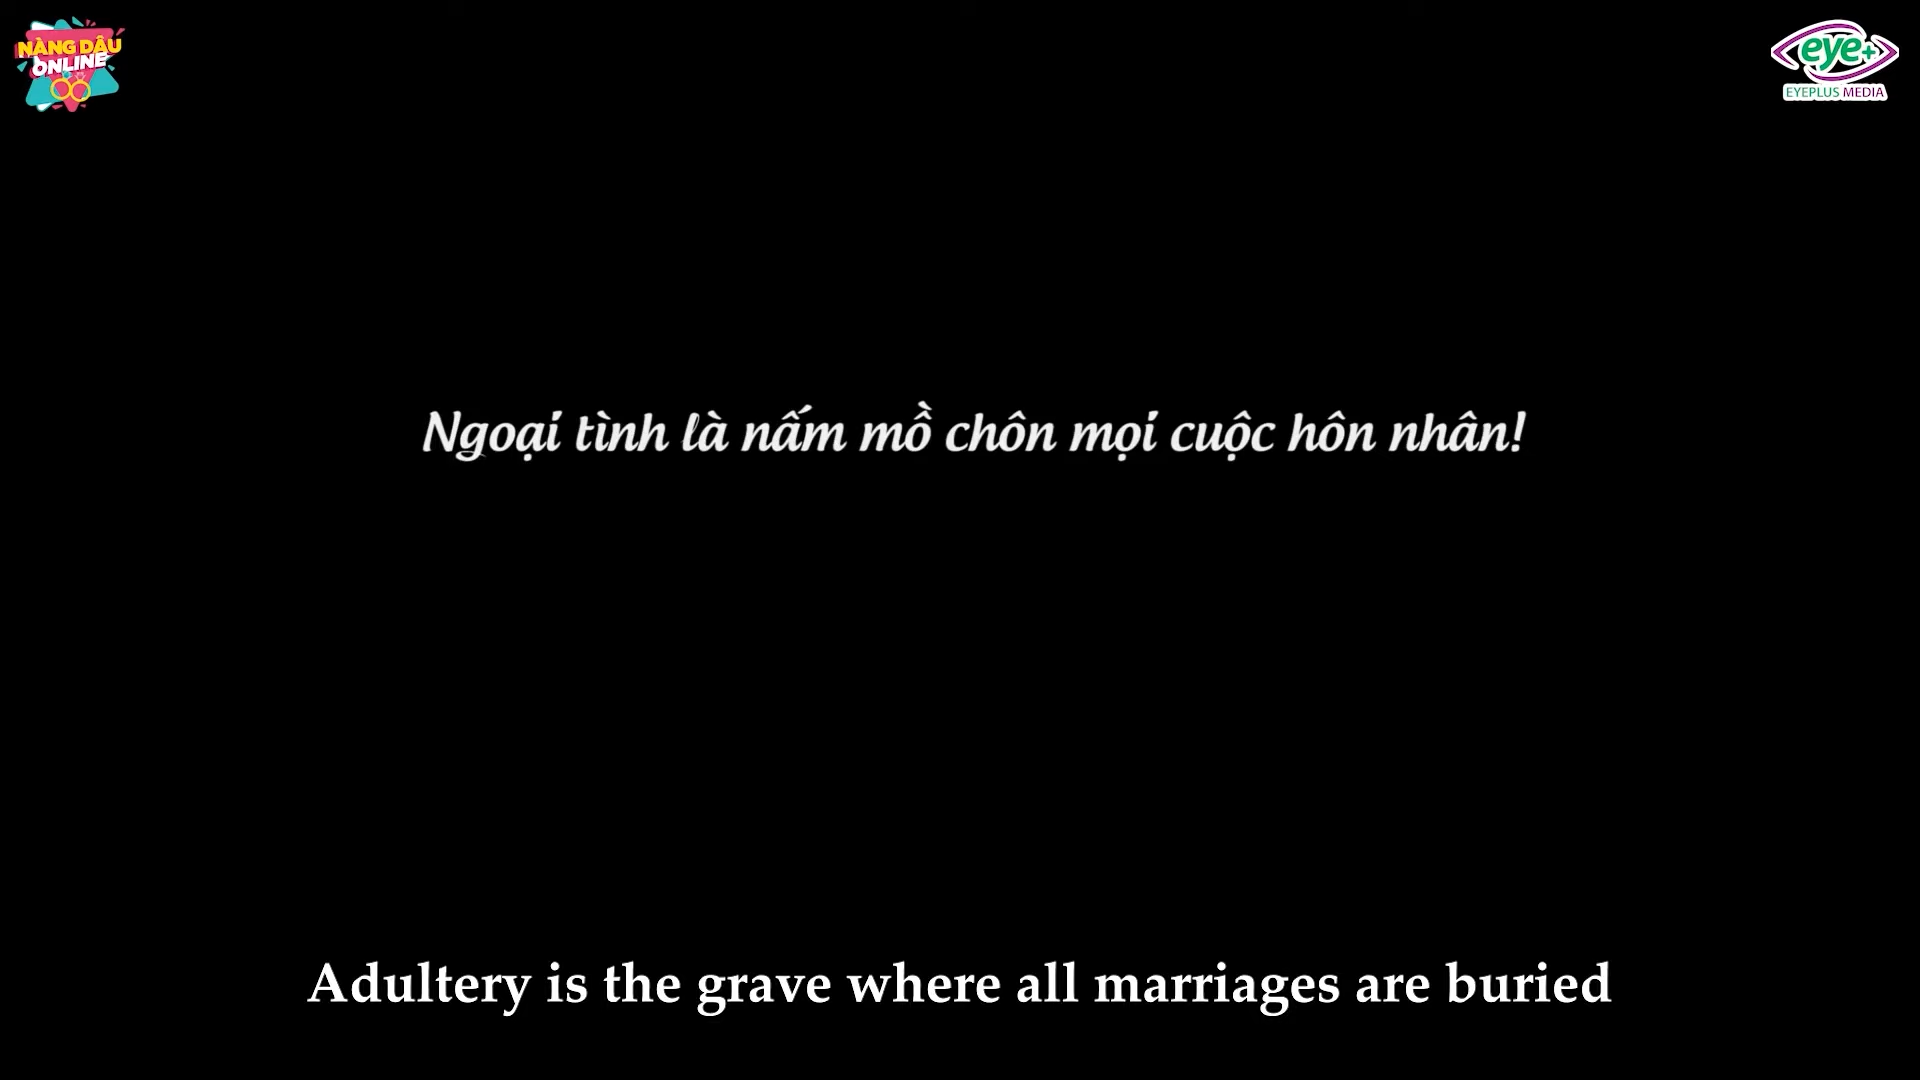 NÀNG DÂU
ONLINE
eye+
EYEPLUS MEDIA
Ngoại tình là nấm mồ chôn mọi cuộc hôn nhân!
Adultery is the grave where all marriages are buried